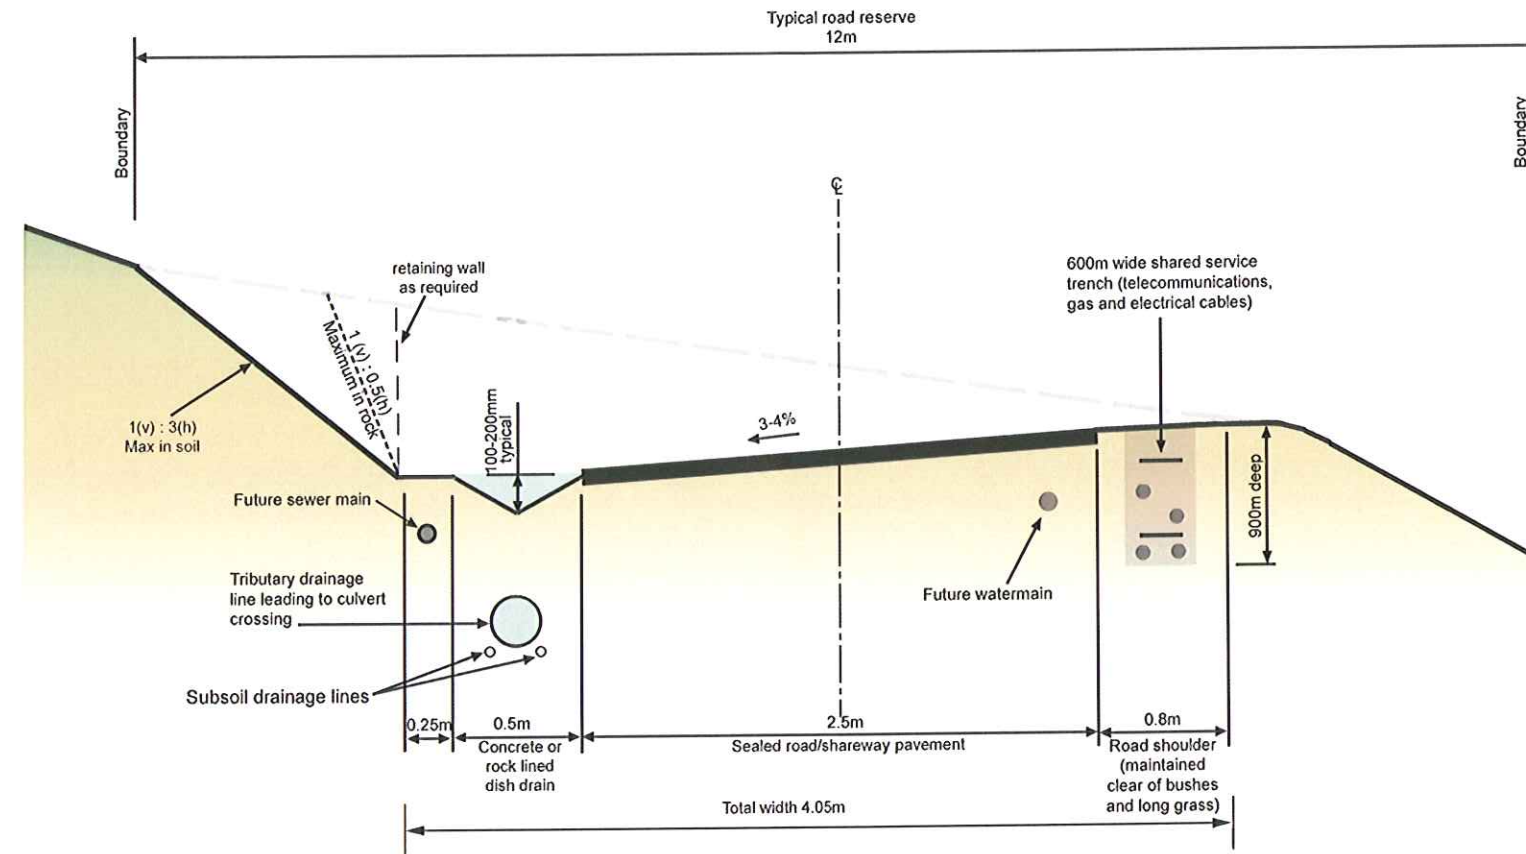 Typical road reserve
12m
Boundary
Boundary
℄
retaining wall
as required
600m wide shared service
trench (telecommunications,
gas and electrical cables)
1 (v) : 0.5(h)
Maximum in rock
1(v) : 3(h)
Max in soil
100-200mm
typical
3-4%
900m deep
Future sewer main
Tributary drainage
line leading to culvert
crossing
Future watermain
Subsoil drainage lines
0.25m
0.5m
2.5m
0.8m
Concrete or
rock lined
dish drain
Sealed road/shareway pavement
Road shoulder
(maintained
clear of bushes
and long grass)
Total width 4.05m